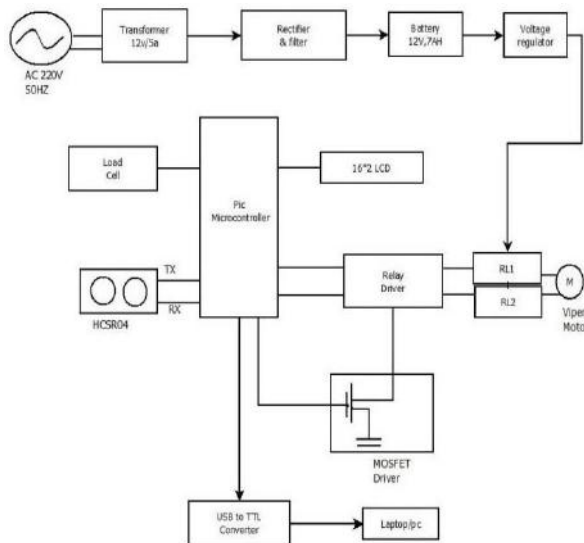 Transformer
12v/5a
Rectifier
& filter
Battery
12V,7AH
Voltage
regulator
AC 220V
50HZ
Load
Cell
Pic
Microcontroller
16*2 LCD
TX
RX
HCSR04
Relay
Driver
RL1
RL2
M
Viper
Moto
MOSFET
Driver
USB to TTL
Converter
Laptop/pc